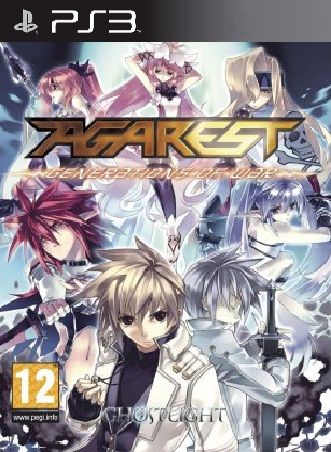 PS3
AGAREST
GENERATIONS OF WAR
12
www.pegi.info
GHOSTLIGHT